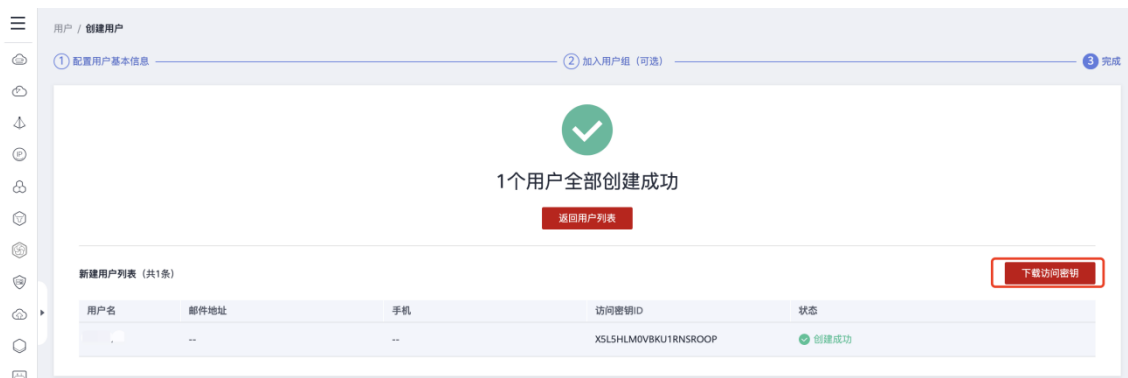 用户 / 创建用户
1 配置用户基本信息 2 加入用户组（可选） 3 完成
1个用户全部创建成功
返回用户列表
新建用户列表（共1条） 下载访问密钥
用户名 邮件地址 手机 访问密钥ID 状态
-- -- X5L5HLM0VBKU1RNSROOP 创建成功